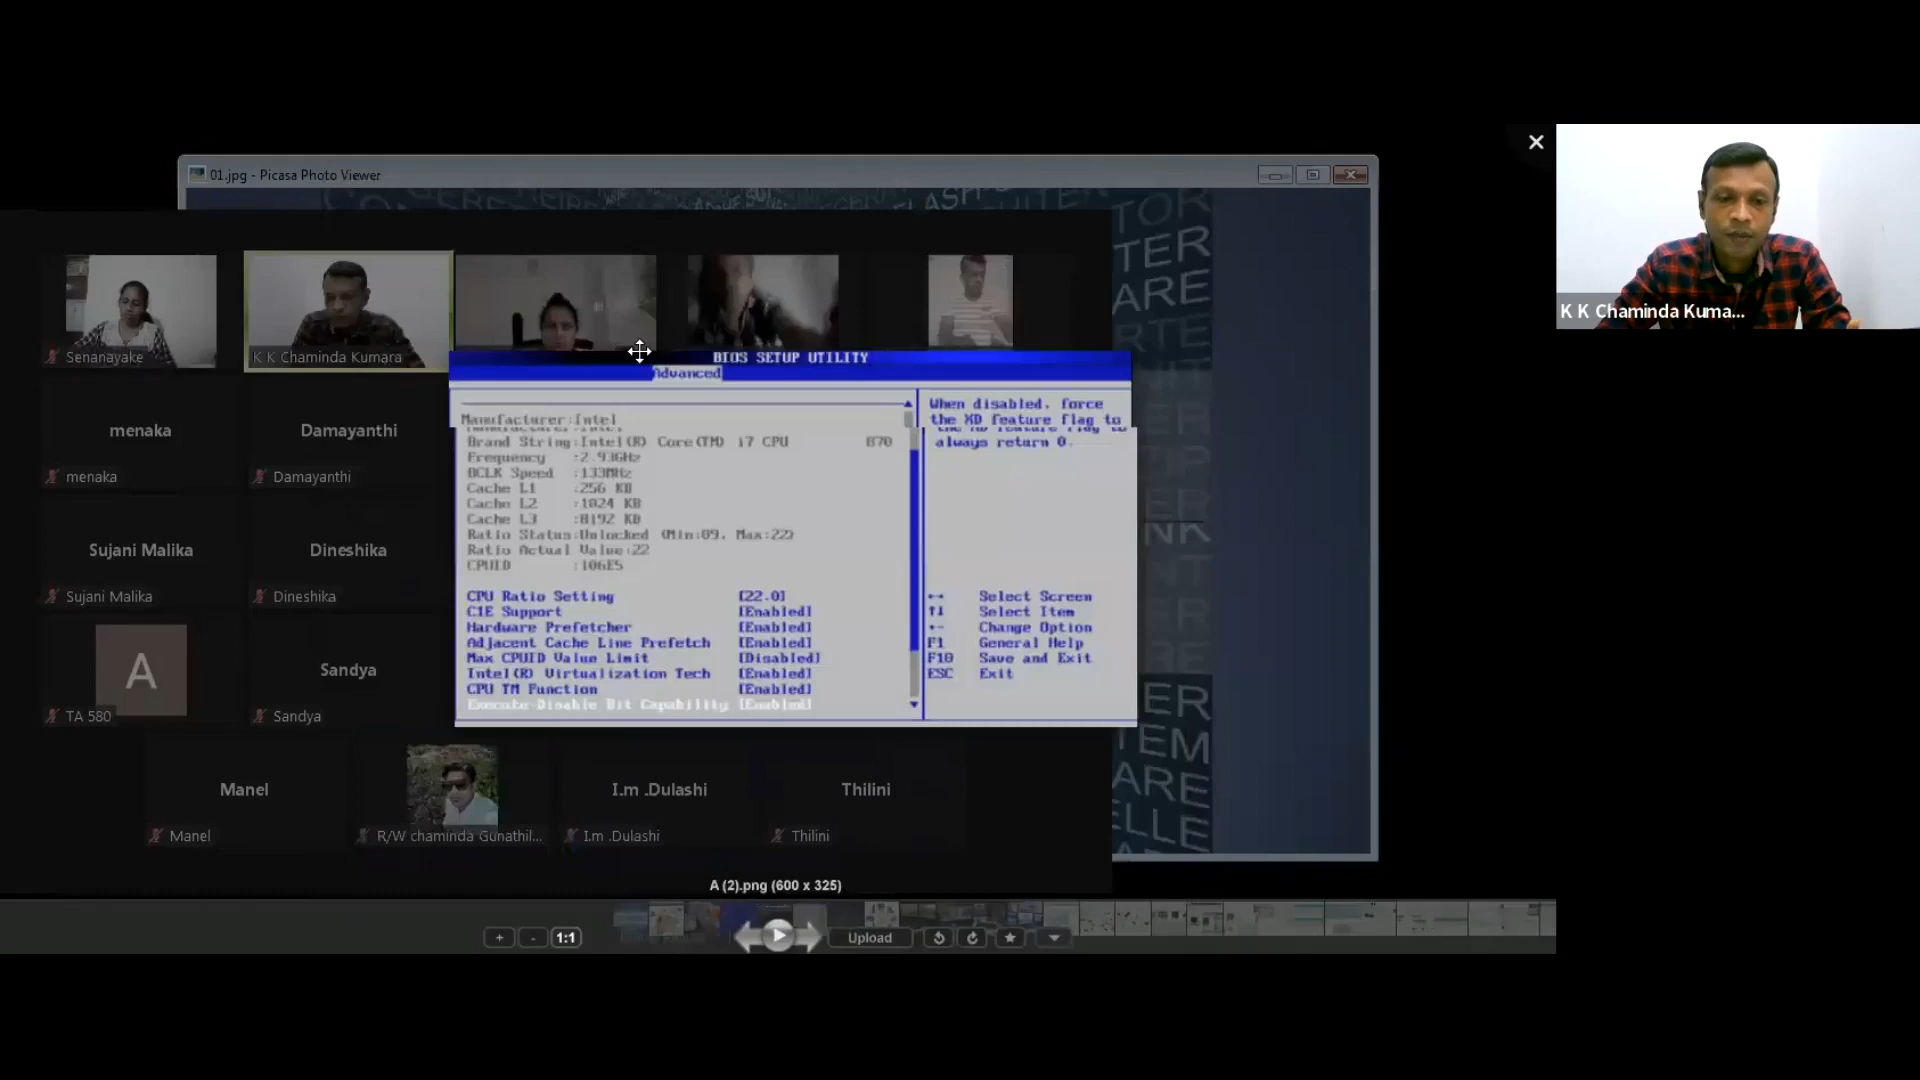 01.jpg - Picasa Photo Viewer
TOR
TER
ARE
Senanayake
K K Chaminda Kumara
K K Chaminda Kuma...
menaka
Damayanthi
menaka
Damayanthi
Sujani Malika
Dineshika
Sujani Malika
Dineshika
A
Sandya
TA 580
Sandya
Manel
I.m .Dulashi
Thilini
Manel
R/W chaminda Gunathil...
I.m .Dulashi
Thilini
BIOS SETUP UTILITY
Advanced
Manufacturer:Intel
Brand String:Intel(R) Core(TM) i7 CPU 870
Frequency :2.93GHz
BCLK Speed :133MHz
Cache L1 :256 KB
Cache L2 :1024 KB
Cache L3 :8192 KB
Ratio Status:Unlocked (Min:09, Max:22)
Ratio Actual Value:22
CPUID :106E5
CPU Ratio Setting [22.0]
C1E Support [Enabled]
Hardware Prefetcher [Enabled]
Adjacent Cache Line Prefetch [Enabled]
Max CPUID Value Limit [Disabled]
Intel(R) Virtualization Tech [Enabled]
CPU TM Function [Enabled]
Execute-Disable Bit Capability [Enabled]
When disabled, force
the XD feature flag to
always return 0.
↔ Select Screen
↑↓ Select Item
+- Change Option
F1 General Help
F10 Save and Exit
ESC Exit
ER
TEM
ARE
ELLE
A (2).png (600 x 325)
+ - 1:1
Upload